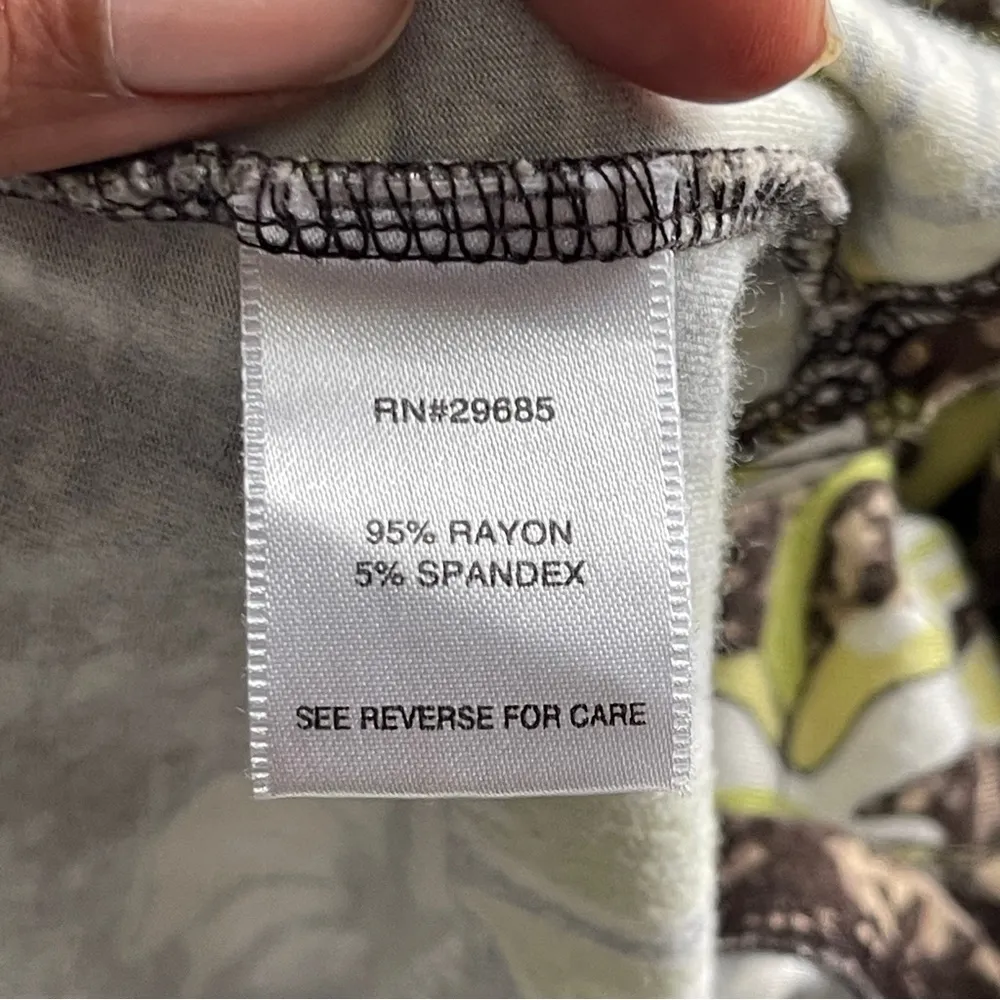 RN#29685
95% RAYON
5% SPANDEX
SEE REVERSE FOR CARE